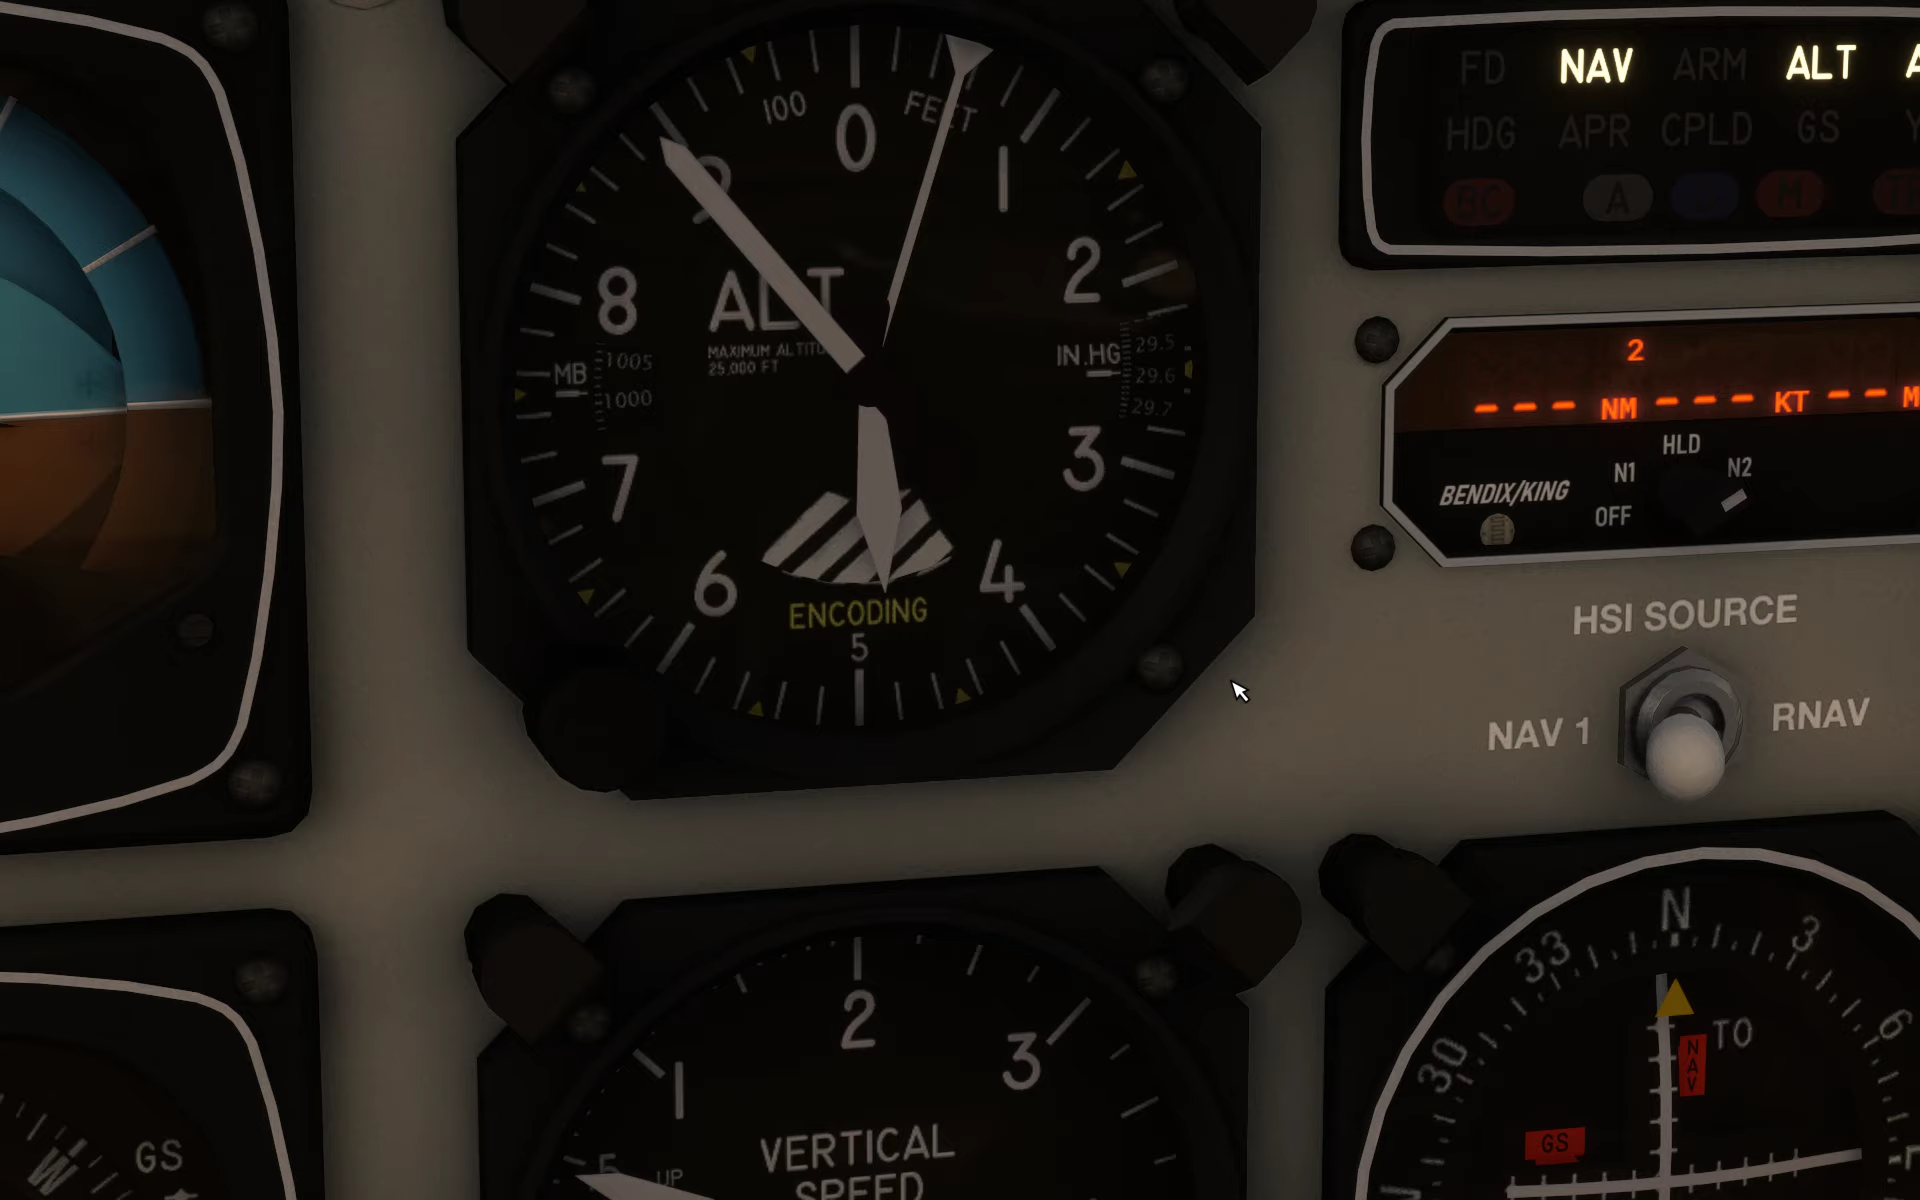 FD NAV ARM ALT
HDG APR CPLD GS
BC A M
100 0 FEET
9 1
8 ALT 2
MAXIMUM ALTITU
25,000 FT
MB 1005
1000
IN.HG 29.5
29.6
29.7
7 3
6 4
ENCODING
5
2
--- NM --- KT -- M
HLD
N1 N2
BENDIX/KING OFF
HSI SOURCE
NAV 1 RNAV
2
1 3
VERTICAL
SPEED
UP
GS
W
N
33 3
30 6
TO
NAV
GS